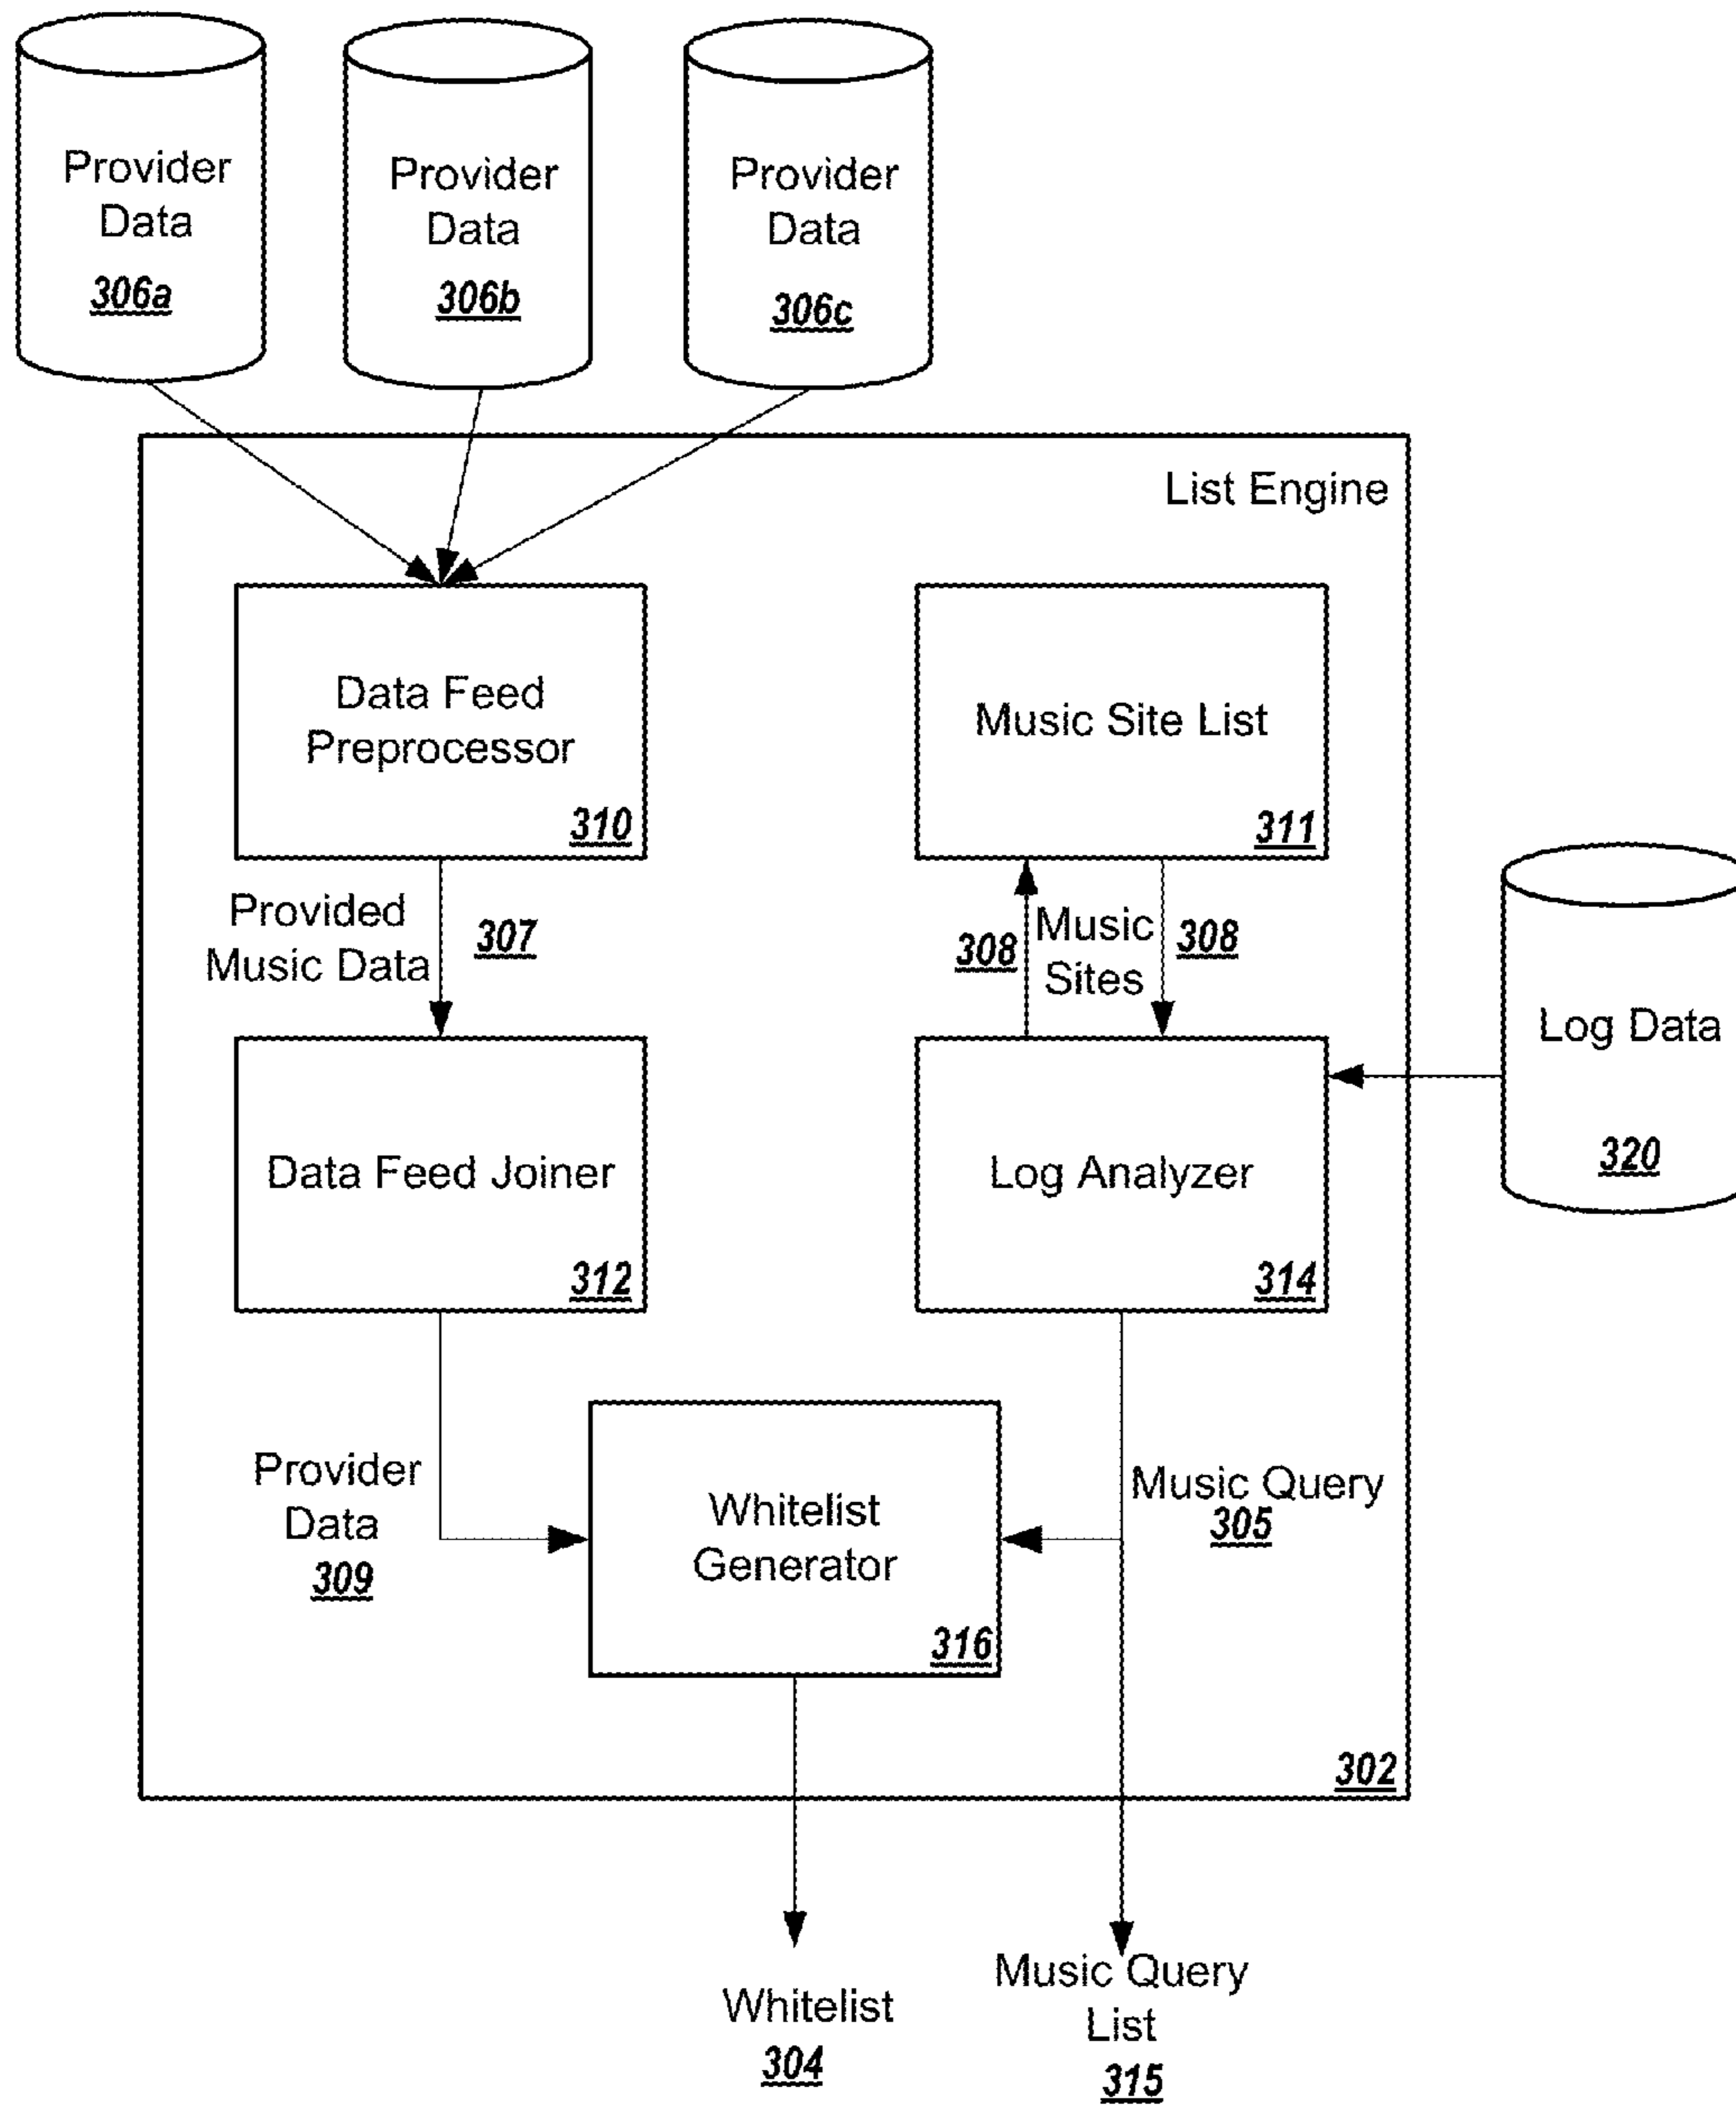 Provider
Data
306a
Provider
Data
306b
Provider
Data
306c
List Engine
Data Feed
Preprocessor
310
Music Site List
311
Provided
Music Data
307
308
Music
Sites
308
Log Data
320
Data Feed Joiner
312
Log Analyzer
314
Provider
Data
309
Whitelist
Generator
316
Music Query
305
302
Whitelist
304
Music Query
List
315